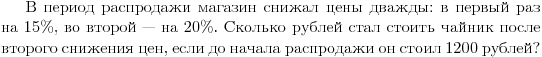 В период распродажи магазин снижал цены дважды: в первый раз
на 15%, во второй — на 20%. Сколько рублей стал стоить чайник после
второго снижения цен, если до начала распродажи он стоил 1200 рублей?